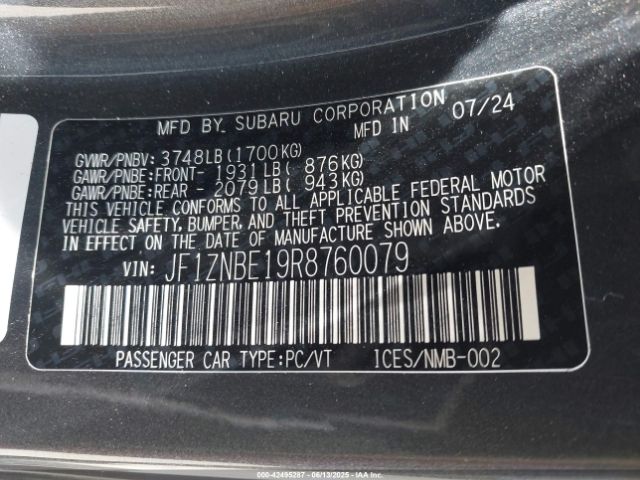 MFD BY SUBARU CORPORATION 07/24
MFD IN
GVWR/PNBV: 3748LB(1700KG)
GAWR/PNBE:FRONT- 1931LB( 876KG)
GAWR/PNBE:REAR - 2079LB( 943KG)
THIS VEHICLE CONFORMS TO ALL APPLICABLE FEDERAL MOTOR
VEHICLE SAFETY, BUMPER, AND THEFT PREVENTION STANDARDS
IN EFFECT ON THE DATE OF MANUFACTURE SHOWN ABOVE.
VIN: JF1ZNBE19R8760079
PASSENGER CAR TYPE:PC/VT ICES/NMB-002
000-42495287 - 06/13/2025 - IAAI.COM